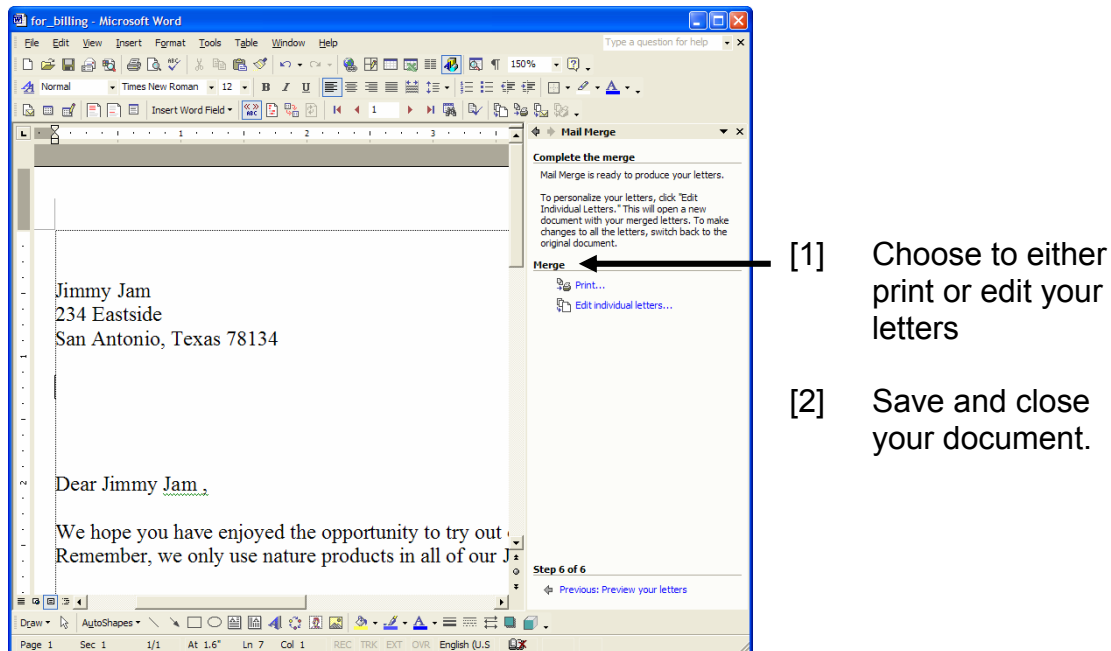 for_billing - Microsoft Word
File Edit View Insert Format Tools Table Window Help Type a question for help
150%
Normal Times New Roman 12 B I U
Insert Word Field 1
1 2 3
Mail Merge
Complete the merge
Mail Merge is ready to produce your letters.
To personalize your letters, click "Edit
Individual Letters." This will open a new
document with your merged letters. To make
changes to all the letters, switch back to the
original document.
Merge
Print...
Edit individual letters...
Jimmy Jam
234 Eastside
San Antonio, Texas 78134
Dear Jimmy Jam ,
We hope you have enjoyed the opportunity to try out
Remember, we only use nature products in all of our J
Step 6 of 6
Previous: Preview your letters
Draw AutoShapes
Page 1 Sec 1 1/1 At 1.6" Ln 7 Col 1 REC TRK EXT OVR English (U.S
[1] Choose to either
print or edit your
letters
[2] Save and close
your document.